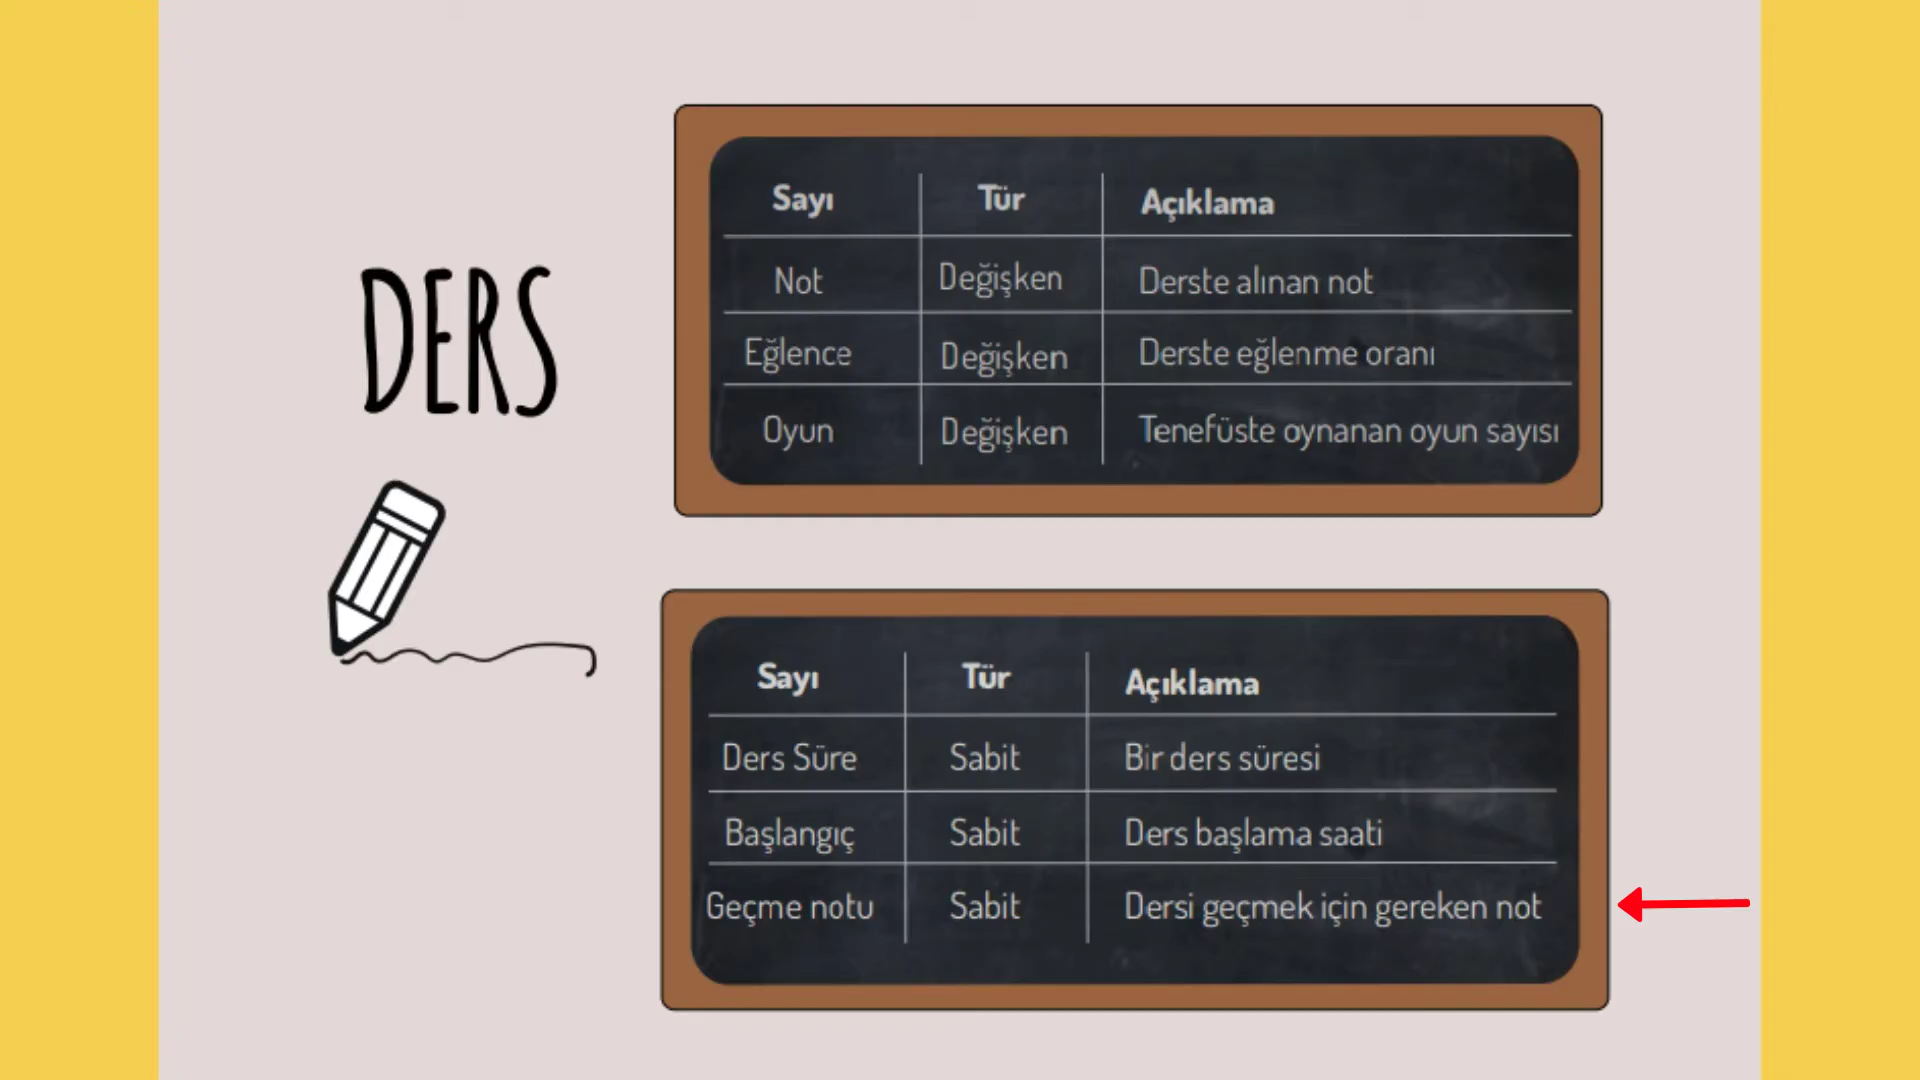 DERS
Sayı Tür Açıklama
Not Değişken Derste alınan not
Eğlence Değişken Derste eğlenme oranı
Oyun Değişken Tenefüste oynanan oyun sayısı
Sayı Tür Açıklama
Ders Süre Sabit Bir ders süresi
Başlangıç Sabit Ders başlama saati
Geçme notu Sabit Dersi geçmek için gereken not